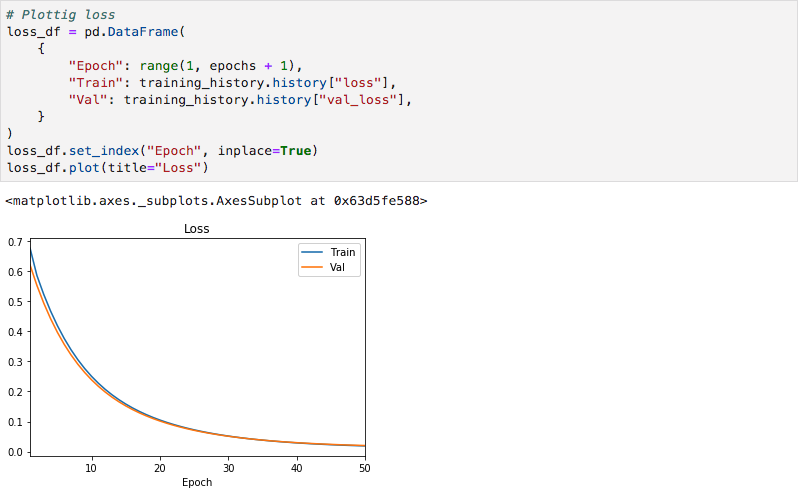 # Plottig loss
loss_df = pd.DataFrame(
    {
        "Epoch": range(1, epochs + 1),
        "Train": training_history.history["loss"],
        "Val": training_history.history["val_loss"],
    }
)
loss_df.set_index("Epoch", inplace=True)
loss_df.plot(title="Loss")
<matplotlib.axes._subplots.AxesSubplot at 0x63d5fe588>
Loss
Train
Val
0.7
0.6
0.5
0.4
0.3
0.2
0.1
0.0
10 20 30 40 50
Epoch